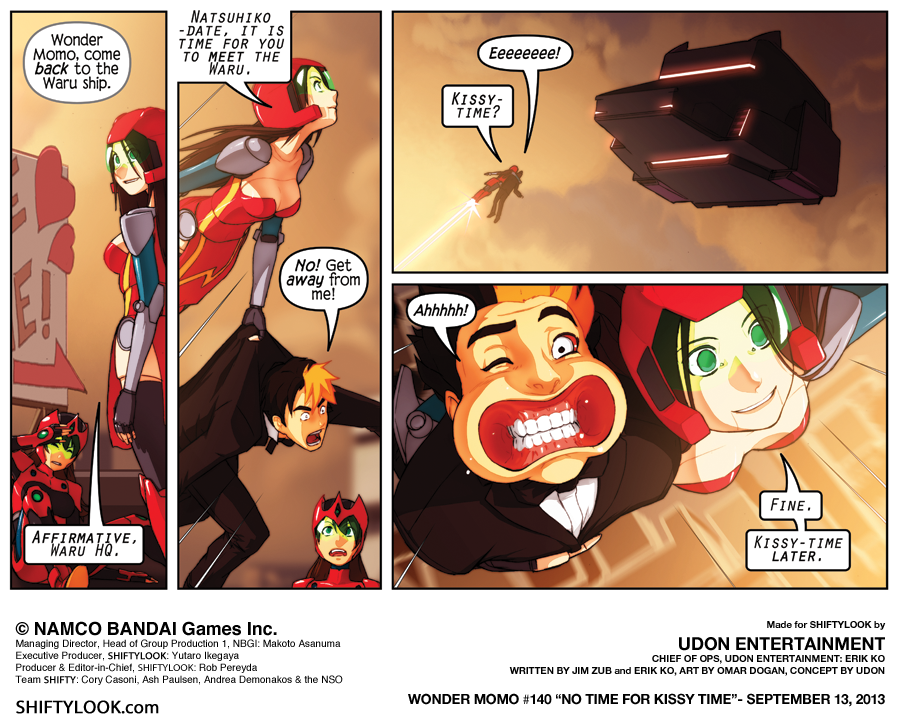 Wonder
Momo, come
back to the
Waru ship.
AFFIRMATIVE,
WARU HQ.
NATSUHIKO
-DATE, IT IS
TIME FOR YOU
TO MEET THE
WARU.
No! Get
away from
me!
Eeeeeeee!
KISSY-
TIME?
Ahhhhh!
FINE.
KISSY-TIME
LATER.
© NAMCO BANDAI Games Inc.
Managing Director, Head of Group Production 1, NBGI: Makoto Asanuma
Executive Producer, SHIFTYLOOK: Yutaro Ikegaya
Producer & Editor-in-Chief, SHIFTYLOOK: Rob Pereyda
Team SHIFTY: Cory Casoni, Ash Paulsen, Andrea Demonakos & the NSO
SHIFTYLOOK.com
Made for SHIFTYLOOK by
UDON ENTERTAINMENT
CHIEF OF OPS, UDON ENTERTAINMENT: ERIK KO
WRITTEN BY JIM ZUB and ERIK KO, ART BY OMAR DOGAN, CONCEPT BY UDON
WONDER MOMO #140 “NO TIME FOR KISSY TIME”- SEPTEMBER 13, 2013